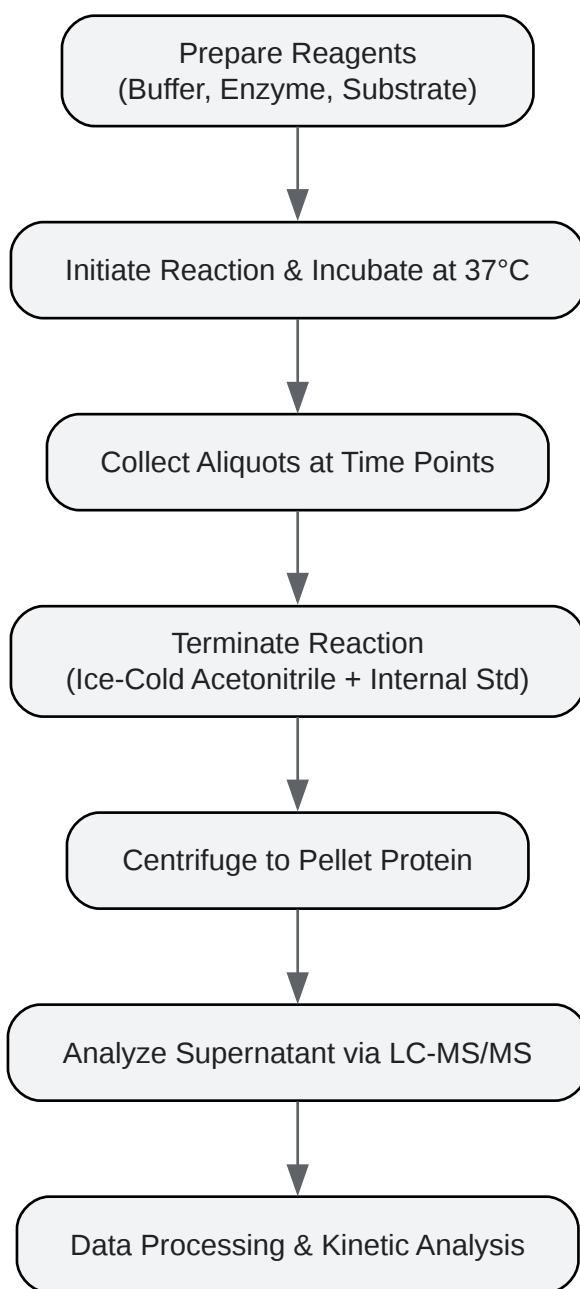 Prepare Reagents
(Buffer, Enzyme, Substrate)
Initiate Reaction & Incubate at 37°C
Collect Aliquots at Time Points
Terminate Reaction
(Ice-Cold Acetonitrile + Internal Std)
Centrifuge to Pellet Protein
Analyze Supernatant via LC-MS/MS
Data Processing & Kinetic Analysis